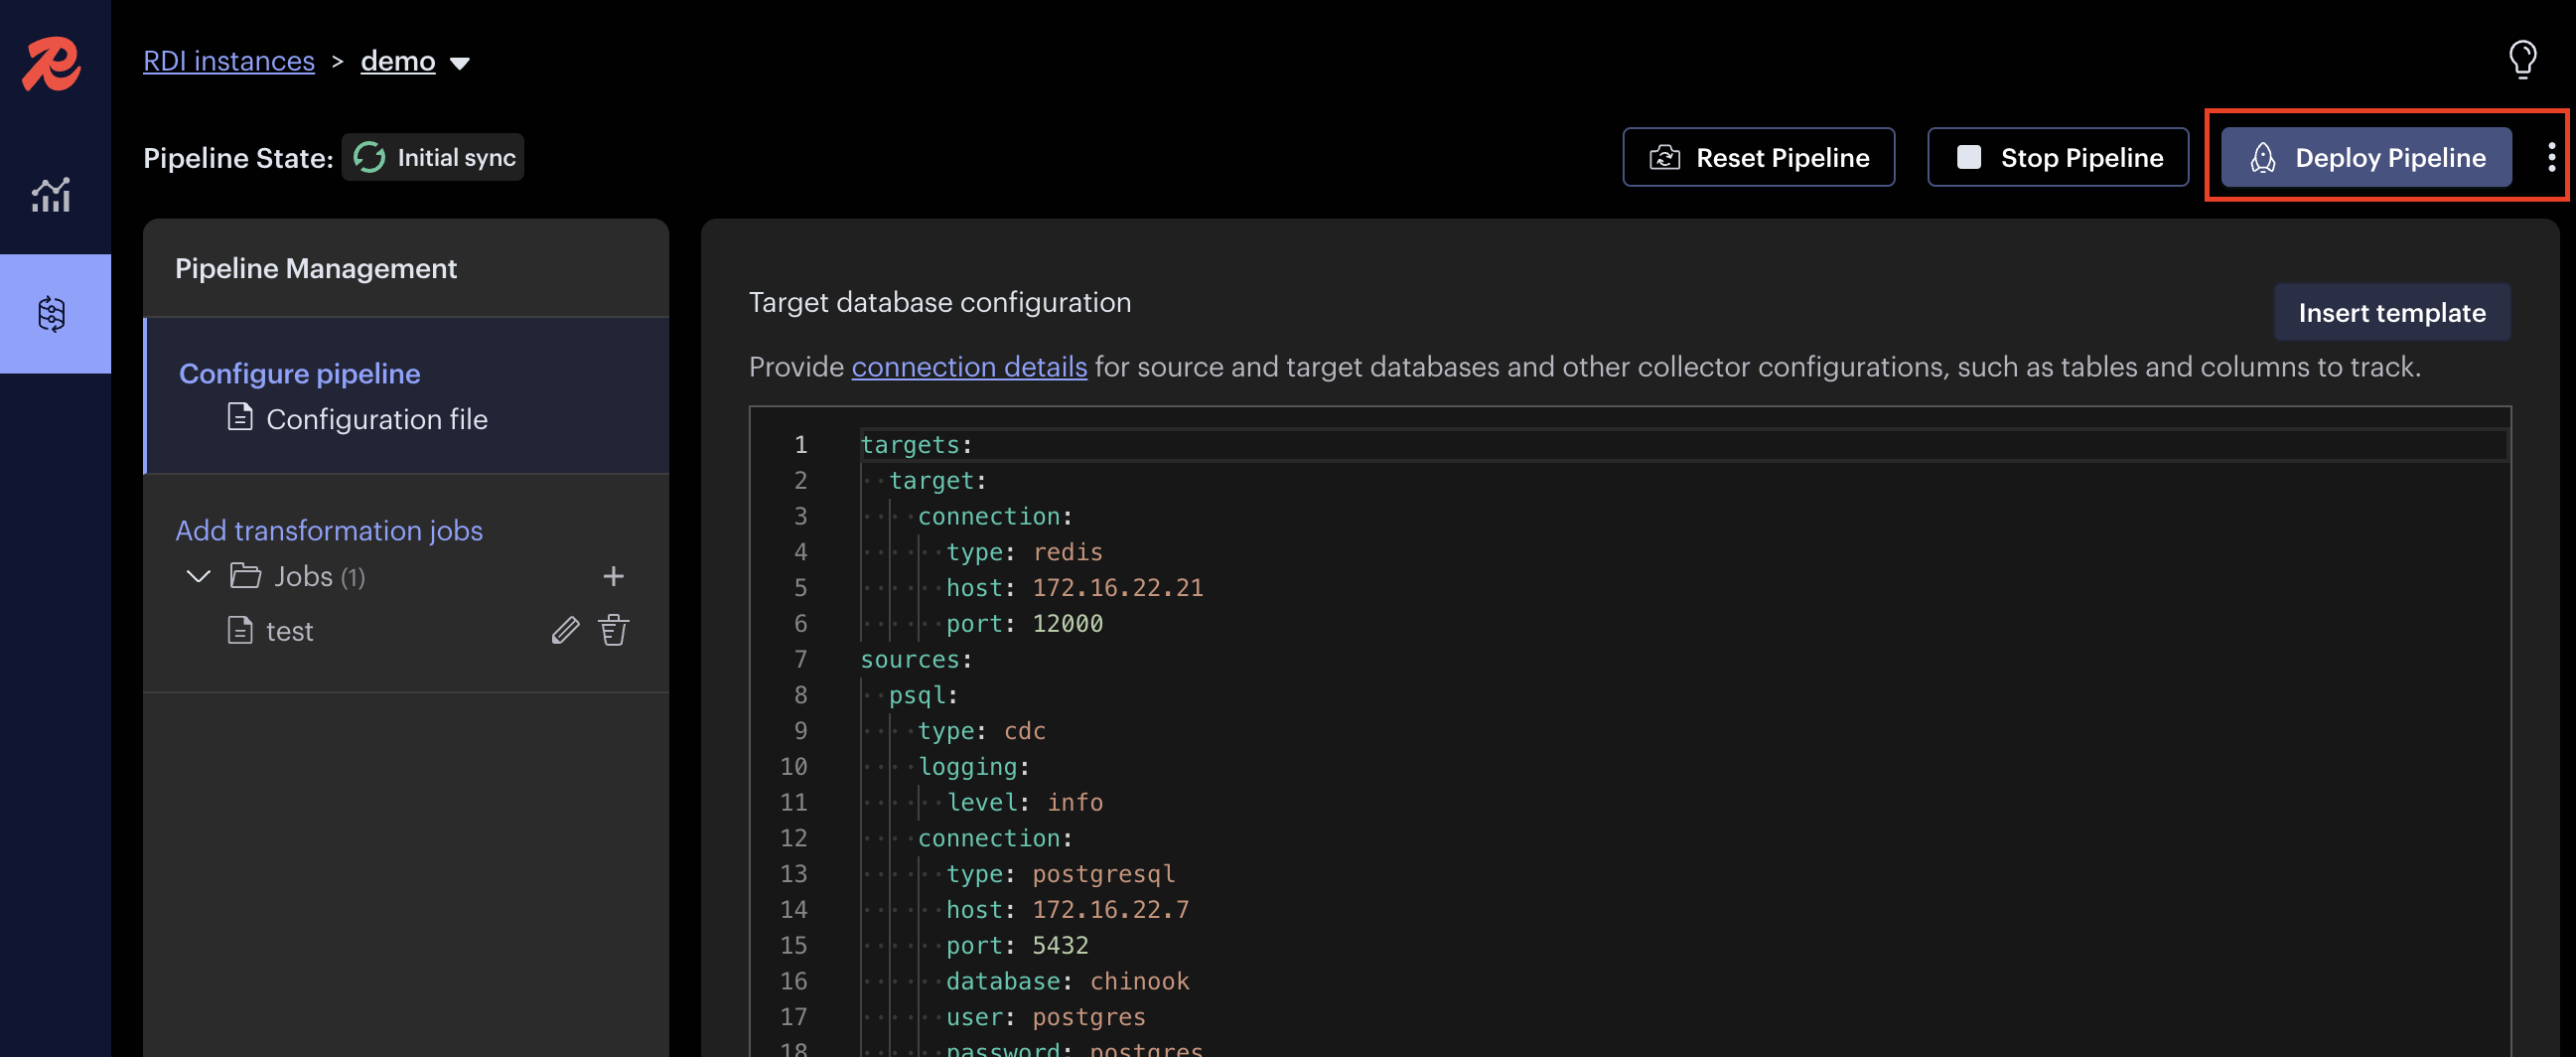 RDI instances > demo
Pipeline State: Initial sync
Reset Pipeline
Stop Pipeline
Deploy Pipeline
Pipeline Management
Configure pipeline
Configuration file
Add transformation jobs
Jobs (1)
test
Target database configuration
Insert template
Provide connection details for source and target databases and other collector configurations, such as tables and columns to track.
1 targets:
2   target:
3     connection:
4       type: redis
5       host: 172.16.22.21
6       port: 12000
7 sources:
8   psql:
9     type: cdc
10     logging:
11       level: info
12     connection:
13       type: postgresql
14       host: 172.16.22.7
15       port: 5432
16       database: chinook
17       user: postgres
18       password: postgres